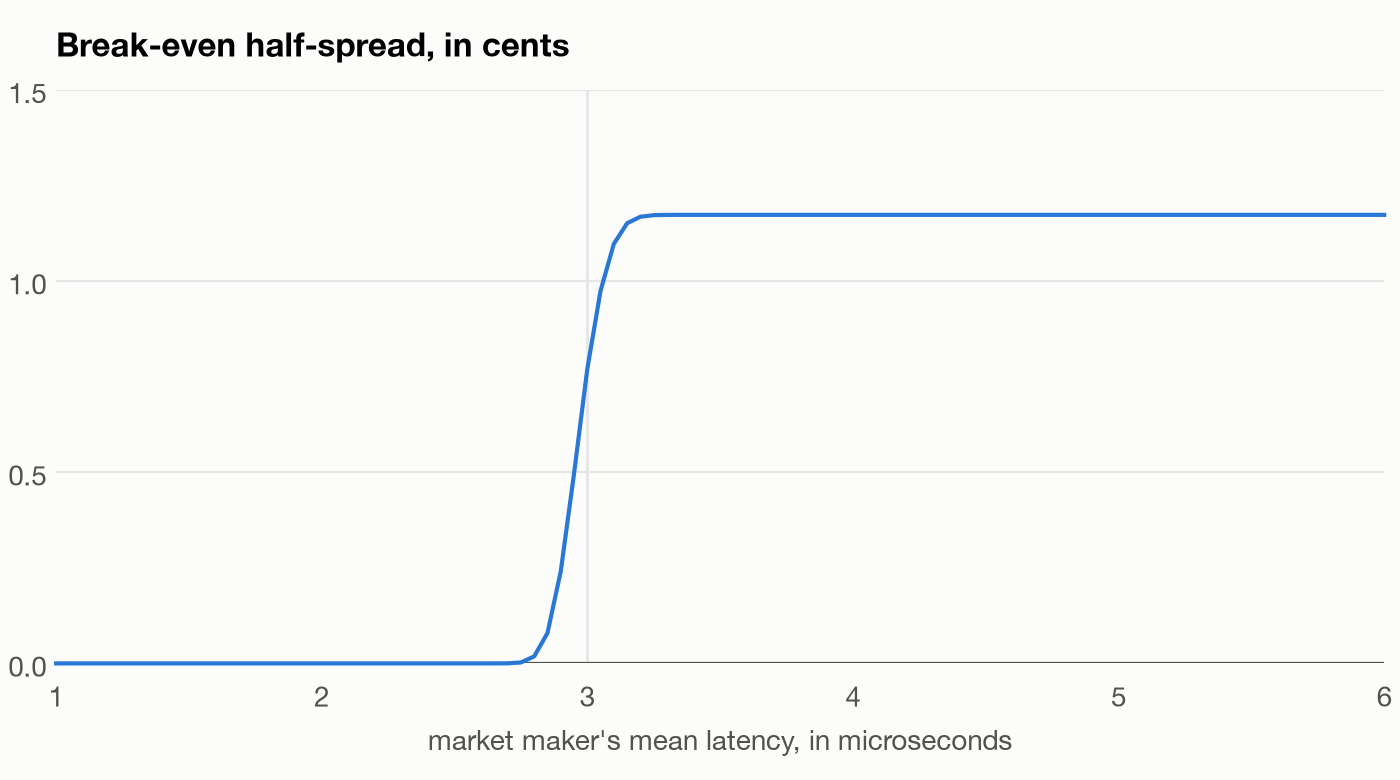 Break-even half-spread, in cents
1.5
1.0
0.5
0.0
1 2 3 4 5 6
market maker's mean latency, in microseconds